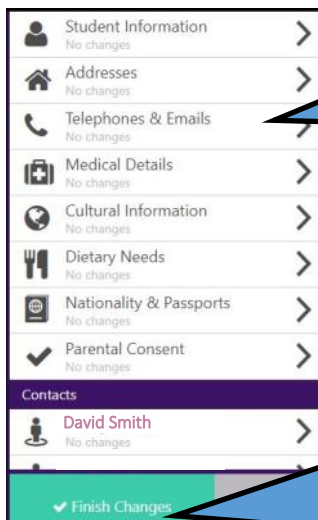 Student Information
No changes
Addresses
No changes
Telephones & Emails
No changes
Medical Details
No changes
Cultural Information
No changes
Dietary Needs
No changes
Nationality & Passports
No changes
Parental Consent
No changes
Contacts
David Smith
No changes
Finish Changes